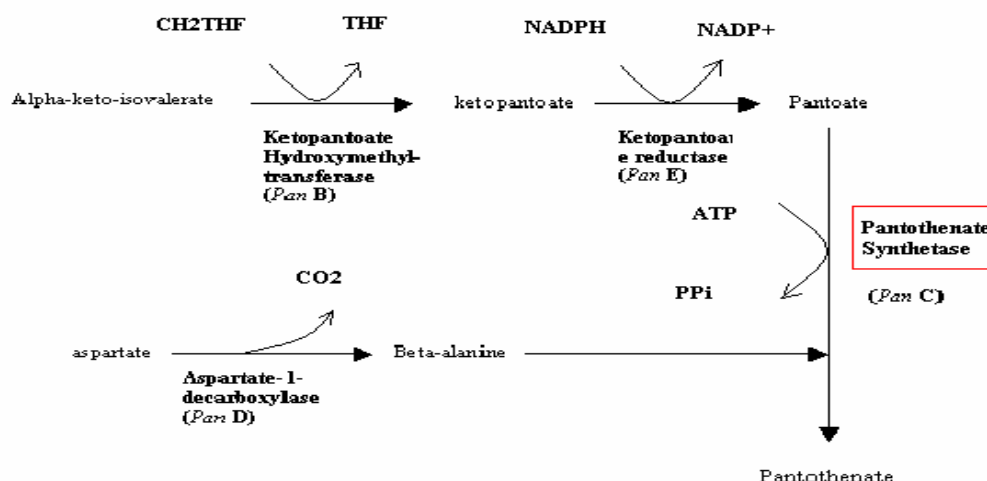 CH2THF
THF
NADPH
NADP+
Alpha-keto-isovalerate
ketopantoate
Pantoate
Ketopantoate
Hydroxymethyl-
transferase
(Pan B)
Ketopantoat
e reductase/
(Pan E)
ATP
Pantothenate
Synthetase
PPi
(Pan C)
CO2
aspartate
Beta-alanine
Aspartate-1-
decarboxylase
(Pan D)
Pantothenate